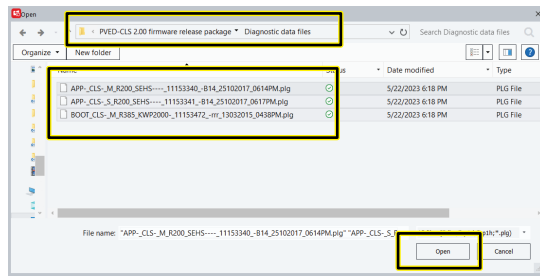 Open
« PVED-CLS 2.00 firmware release package Diagnostic data files
Search Diagnostic data files
Organize New folder
Name Status Date modified Type
APP-_CLS-_M_R200_SEHS----_11153340_-B14_25102017_0614PM.plg 5/22/2023 6:18 PM PLG File
APP-_CLS-_S_R200_SEHS----_11153341_-B14_25102017_0617PM.plg 5/22/2023 6:18 PM PLG File
BOOT_CLS-_M_R385_KWP2000-_11153472_-rrr_13032015_0438PM.plg 5/22/2023 6:18 PM PLG File
File name: "APP-_CLS-_M_R200_SEHS----_11153340_-B14_25102017_0614PM.plg" "APP-_CLS-_S_R
Open Cancel